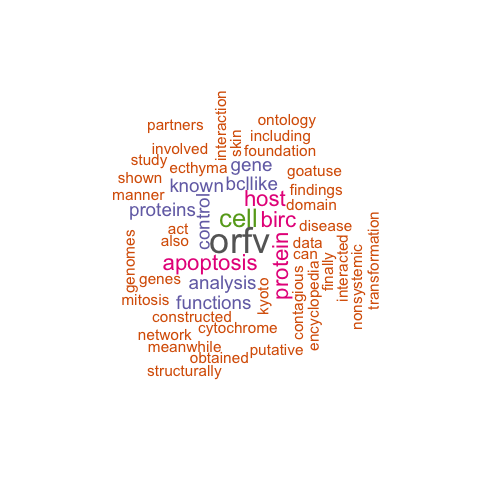 interaction
partners
ontology
skin
including
involved
foundation
study
ecthyma
gene
goatuse
shown
known
bcllike
findings
manner
host
domain
proteins
control
cell
birc
disease
act
orfv
data
also
protein
can
interacted
nonsystemic
transformation
genomes
apoptosis
finally
genes
analysis
kyoto
contagious
encyclopedia
mitosis
functions
constructed
cytochrome
network
meanwhile
obtained
putative
structurally